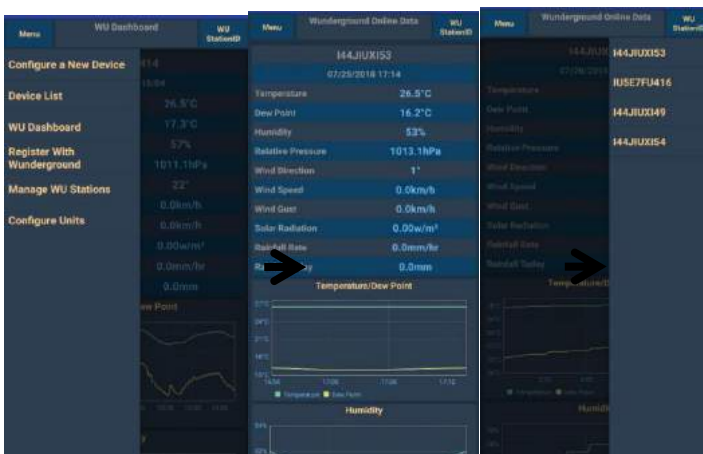 Menu
WU Dashboard
WU
StationID
Configure a New Device
Device List
WU Dashboard
Register With
Wunderground
Manage WU Stations
Configure Units
26.5°C
17.3°C
57%
1011.1hPa
22°
0.0km/h
0.0km/h
0.00w/m²
0.0mm/hr
0.0mm
Menu
Wunderground Online Data
WU
StationID
I44JIUXI53
07/25/2018 17:14
Temperature 26.5°C
Dew Point 16.2°C
Humidity 53%
Relative Pressure 1013.1hPa
Wind Direction 1°
Wind Speed 0.0km/h
Wind Gust 0.0km/h
Solar Radiation 0.00w/m²
Rainfall Rate 0.0mm/hr
0.0mm
Temperature/Dew Point
Temperature Dew Point
Humidity
Menu
Wunderground Online Data
WU
StationID
I44JIUXI53
IUSE7FU416
I44JIUXI49
I44JIUXI54
Temperature
Dew Point
Humidity
Relative Pressure
Wind Direction
Wind Speed
Wind Gust
Solar Radiation
Rainfall Rate
Rainfall Today